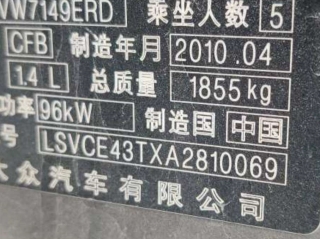 VW7149ERD 乘坐人数 5
CFB 制造年月 2010.04
1.4 L 总质量 1855kg
功率 96kW 制造国 中国
号 LSVCE43TXA2810069
大众汽车有限公司